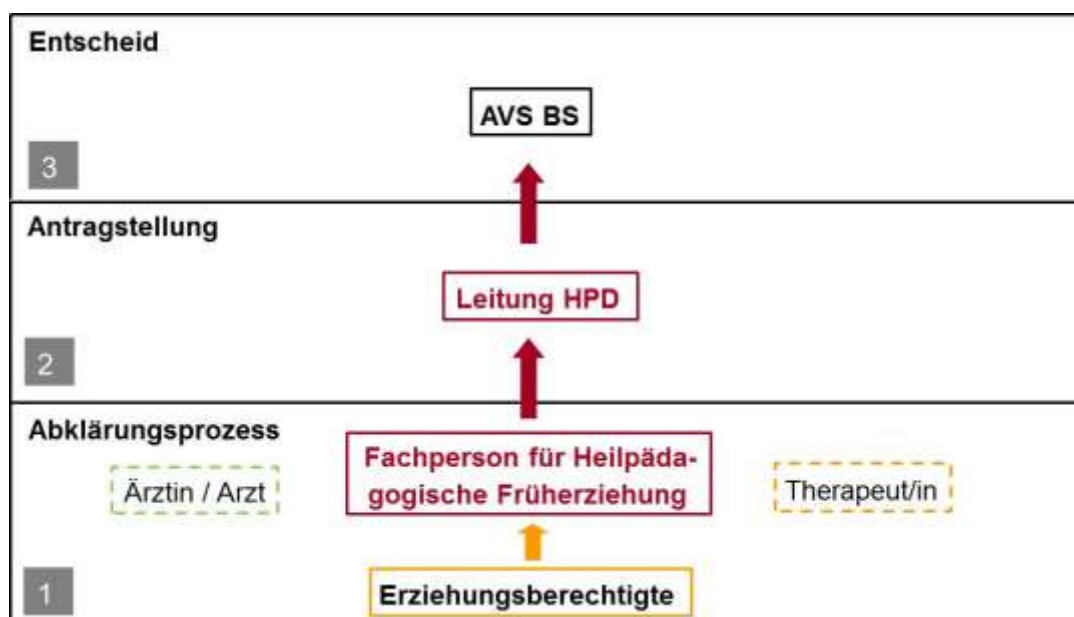 Entscheid
AVS BS
3
Antragstellung
Leitung HPD
2
Abklärungsprozess
Fachperson für Heilpäda-
gogische Früherziehung
Ärztin / Arzt
Therapeut/in
Erziehungsberechtigte
1